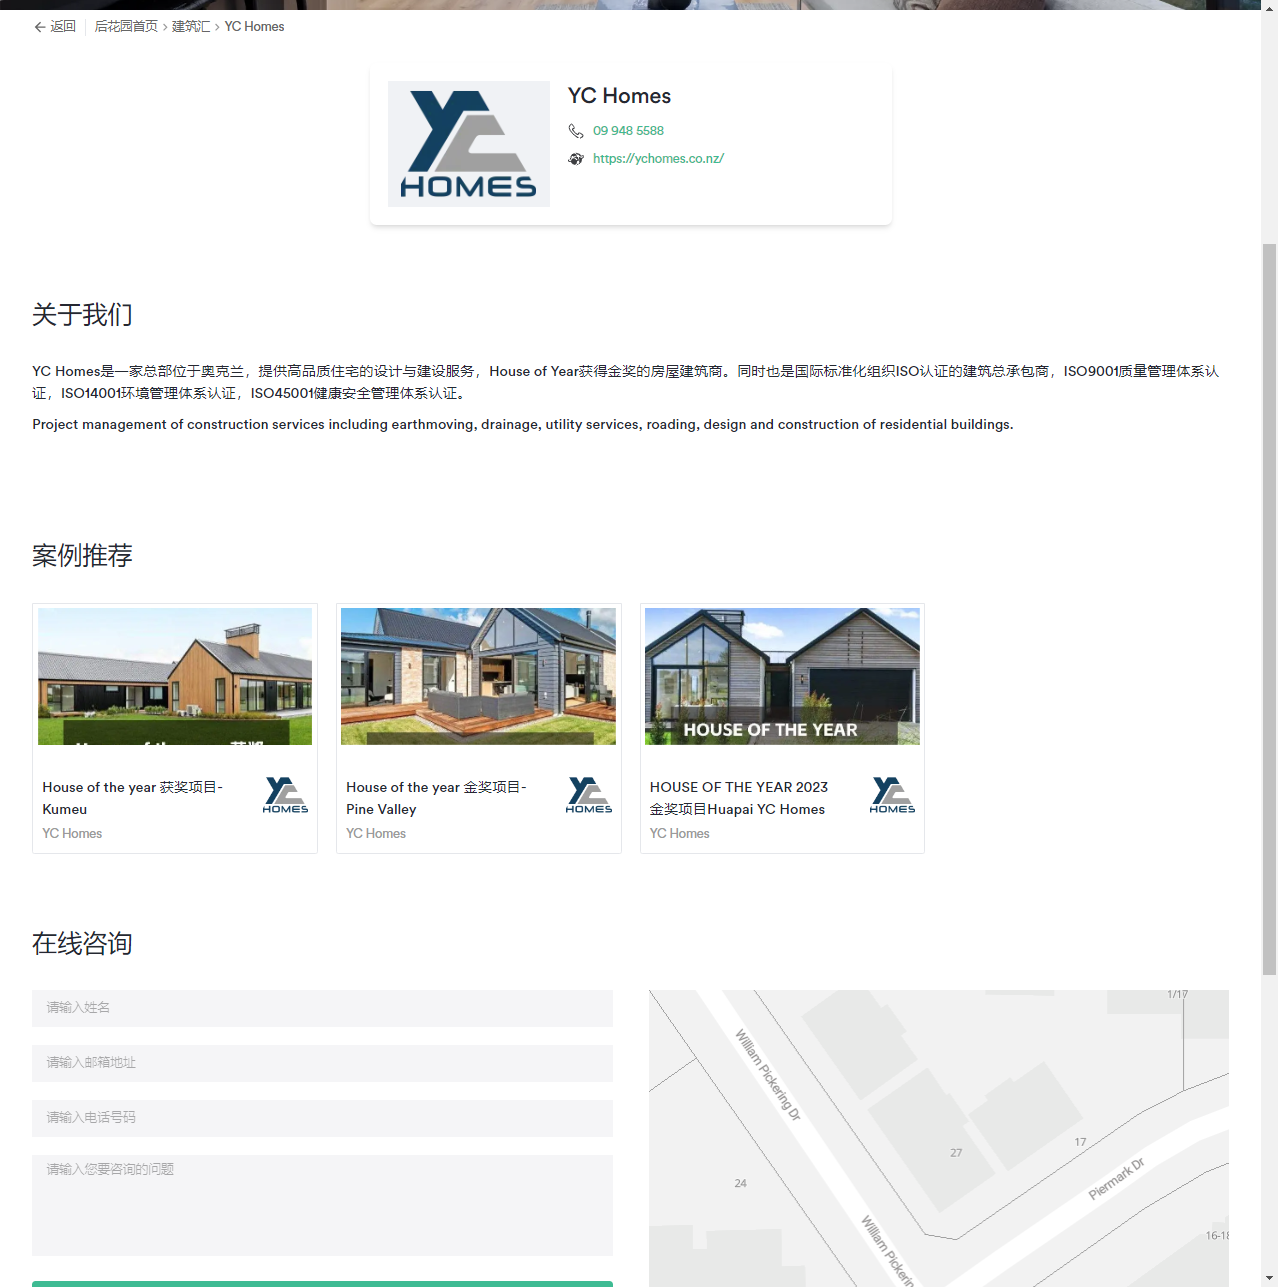 返回 后花园首页 › 建筑汇 › YC Homes
YC HOMES
YC Homes
09 948 5588
https://ychomes.co.nz/
关于我们
YC Homes是一家总部位于奥克兰，提供高品质住宅的设计与建设服务，House of Year获得金奖的房屋建筑商。同时也是国际标准化组织ISO认证的建筑总承包商，ISO9001质量管理体系认
证，ISO14001环境管理体系认证，ISO45001健康安全管理体系认证。
Project management of construction services including earthmoving, drainage, utility services, roading, design and construction of residential buildings.
案例推荐
HOUSE OF THE YEAR
House of the year 获奖项目-
Kumeu
YC Homes
YC HOMES
House of the year 金奖项目-
Pine Valley
YC Homes
YC HOMES
HOUSE OF THE YEAR 2023
金奖项目Huapai YC Homes
YC Homes
YC HOMES
在线咨询
请输入姓名
请输入邮箱地址
请输入电话号码
请输入您要咨询的问题
1/17
William Pickering Dr
27
17
Piermark Dr
24
William Pickerin
16-18